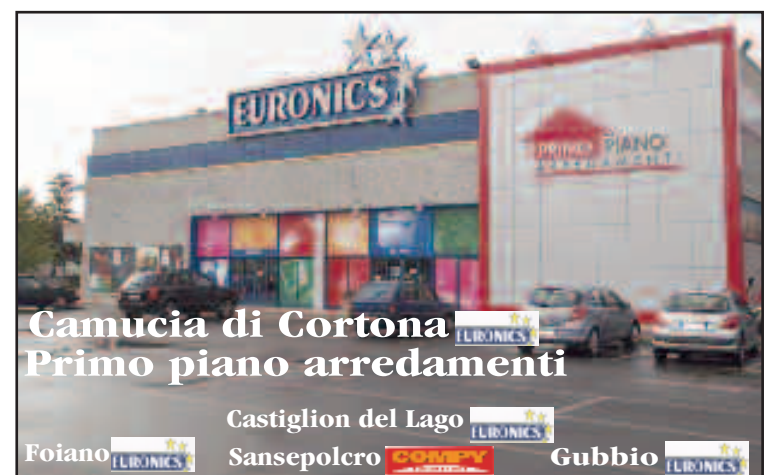 EURONICS
PRIMO PIANO
ARREDAMENTI
Camucia di Cortona EURONICS
Primo piano arredamenti
Castiglion del Lago EURONICS
Foiano EURONICS Sansepolcro COMPY Gubbio EURONICS